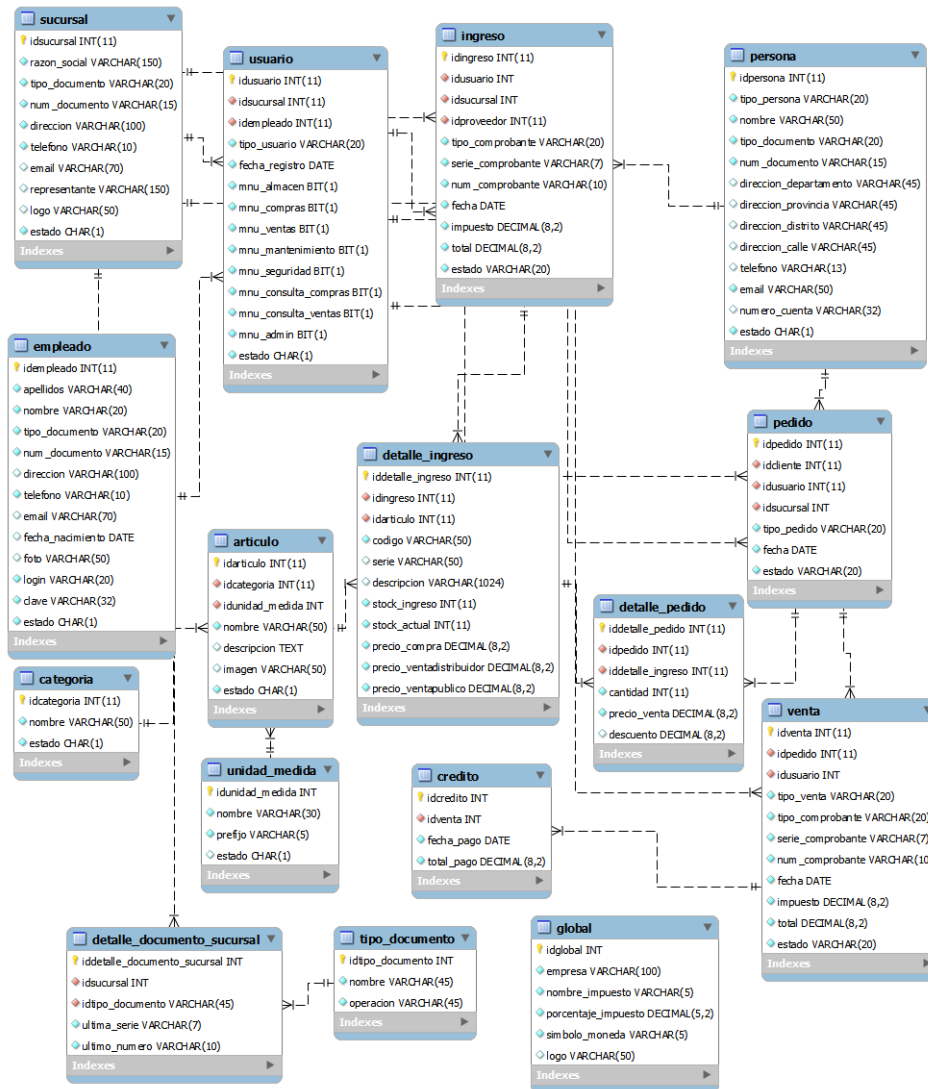 sucursal
idsucursal INT(11)
razon_social VARCHAR(150)
tipo_documento VARCHAR(20)
num_documento VARCHAR(15)
direccion VARCHAR(100)
telefono VARCHAR(10)
email VARCHAR(70)
representante VARCHAR(150)
logo VARCHAR(50)
estado CHAR(1)
Indexes
usuario
idusuario INT(11)
idsucursal INT(11)
idempleado INT(11)
tipo_usuario VARCHAR(20)
fecha_registro DATE
mnu_almacen BIT(1)
mnu_compras BIT(1)
mnu_ventas BIT(1)
mnu_mantenimiento BIT(1)
mnu_seguridad BIT(1)
mnu_consulta_compras BIT(1)
mnu_consulta_ventas BIT(1)
mnu_admin BIT(1)
estado CHAR(1)
Indexes
ingreso
idingreso INT(11)
idusuario INT
idsucursal INT
idproveedor INT(11)
tipo_comprobante VARCHAR(20)
serie_comprobante VARCHAR(7)
num_comprobante VARCHAR(10)
fecha DATE
impuesto DECIMAL(8,2)
total DECIMAL(8,2)
estado VARCHAR(20)
Indexes
persona
idpersona INT(11)
tipo_persona VARCHAR(20)
nombre VARCHAR(50)
tipo_documento VARCHAR(20)
num_documento VARCHAR(15)
direccion_departamento VARCHAR(45)
direccion_provincia VARCHAR(45)
direccion_distrito VARCHAR(45)
direccion_calle VARCHAR(45)
telefono VARCHAR(13)
email VARCHAR(50)
numero_cuenta VARCHAR(32)
estado CHAR(1)
Indexes
empleado
idempleado INT(11)
apellidos VARCHAR(40)
nombre VARCHAR(20)
tipo_documento VARCHAR(20)
num_documento VARCHAR(15)
direccion VARCHAR(100)
telefono VARCHAR(10)
email VARCHAR(70)
fecha_nacimiento DATE
foto VARCHAR(50)
login VARCHAR(20)
clave VARCHAR(32)
estado CHAR(1)
Indexes
detalle_ingreso
iddetalle_ingreso INT(11)
idingreso INT(11)
idarticulo INT(11)
codigo VARCHAR(50)
serie VARCHAR(50)
descripcion VARCHAR(1024)
stock_ingreso INT(11)
stock_actual INT(11)
precio_compra DECIMAL(8,2)
precio_ventadistribuidor DECIMAL(8,2)
precio_ventapublico DECIMAL(8,2)
Indexes
pedido
idpedido INT(11)
idcliente INT(11)
idusuario INT(11)
idsucursal INT
tipo_pedido VARCHAR(20)
fecha DATE
estado VARCHAR(20)
Indexes
articulo
idarticulo INT(11)
idcategoria INT(11)
idunidad_medida INT
nombre VARCHAR(50)
descripcion TEXT
imagen VARCHAR(50)
estado CHAR(1)
Indexes
detalle_pedido
iddetalle_pedido INT(11)
idpedido INT(11)
iddetalle_ingreso INT(11)
cantidad INT(11)
precio_venta DECIMAL(8,2)
descuento DECIMAL(8,2)
Indexes
categoria
idcategoria INT(11)
nombre VARCHAR(50)
estado CHAR(1)
Indexes
venta
idventa INT(11)
idpedido INT(11)
idusuario INT
tipo_venta VARCHAR(20)
tipo_comprobante VARCHAR(20)
serie_comprobante VARCHAR(7)
num_comprobante VARCHAR(10
fecha DATE
impuesto DECIMAL(8,2)
total DECIMAL(8,2)
estado VARCHAR(20)
Indexes
unidad_medida
idunidad_medida INT
nombre VARCHAR(30)
prefijo VARCHAR(5)
estado CHAR(1)
Indexes
credito
idcredito INT
idventa INT
fecha_pago DATE
total_pago DECIMAL(8,2)
Indexes
detalle_documento_sucursal
iddetalle_documento_sucursal INT
idsucursal INT
idtipo_documento VARCHAR(45)
ultima_serie VARCHAR(7)
ultimo_numero VARCHAR(10)
Indexes
tipo_documento
idtipo_documento INT
nombre VARCHAR(45)
operacion VARCHAR(45)
Indexes
global
idglobal INT
empresa VARCHAR(100)
nombre_impuesto VARCHAR(5)
porcentaje_impuesto DECIMAL(5,2)
simbolo_moneda VARCHAR(5)
logo VARCHAR(50)
Indexes